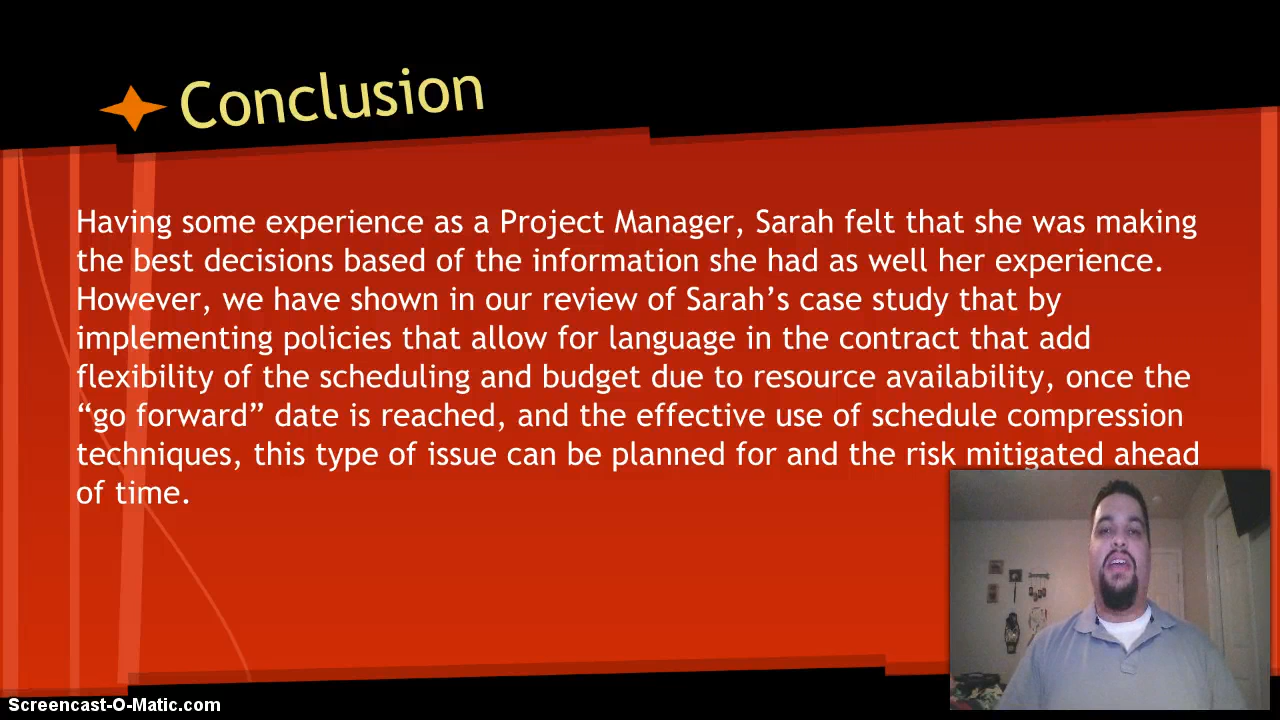 Conclusion
Having some experience as a Project Manager, Sarah felt that she was making
the best decisions based of the information she had as well her experience.
However, we have shown in our review of Sarah’s case study that by
implementing policies that allow for language in the contract that add
flexibility of the scheduling and budget due to resource availability, once the
“go forward” date is reached, and the effective use of schedule compression
techniques, this type of issue can be planned for and the risk mitigated ahead
of time.
Screencast-O-Matic.com